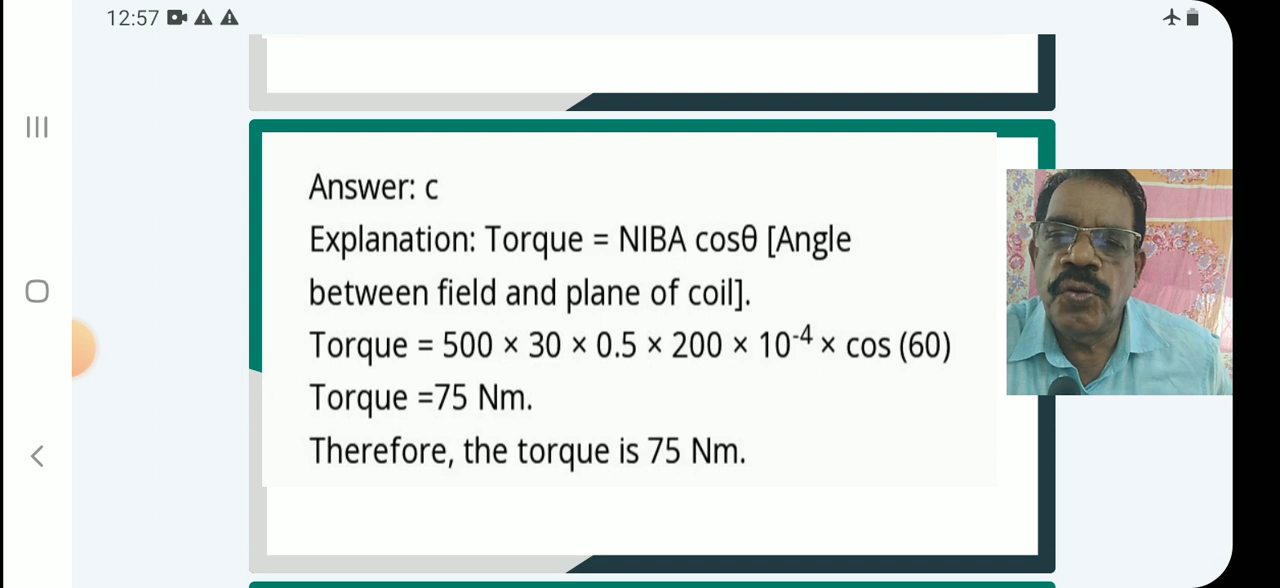 12:57
Answer: c
Explanation: Torque = NIBA cosθ [Angle
between field and plane of coil].
Torque = 500 × 30 × 0.5 × 200 × 10⁻⁴ × cos (60)
Torque =75 Nm.
Therefore, the torque is 75 Nm.